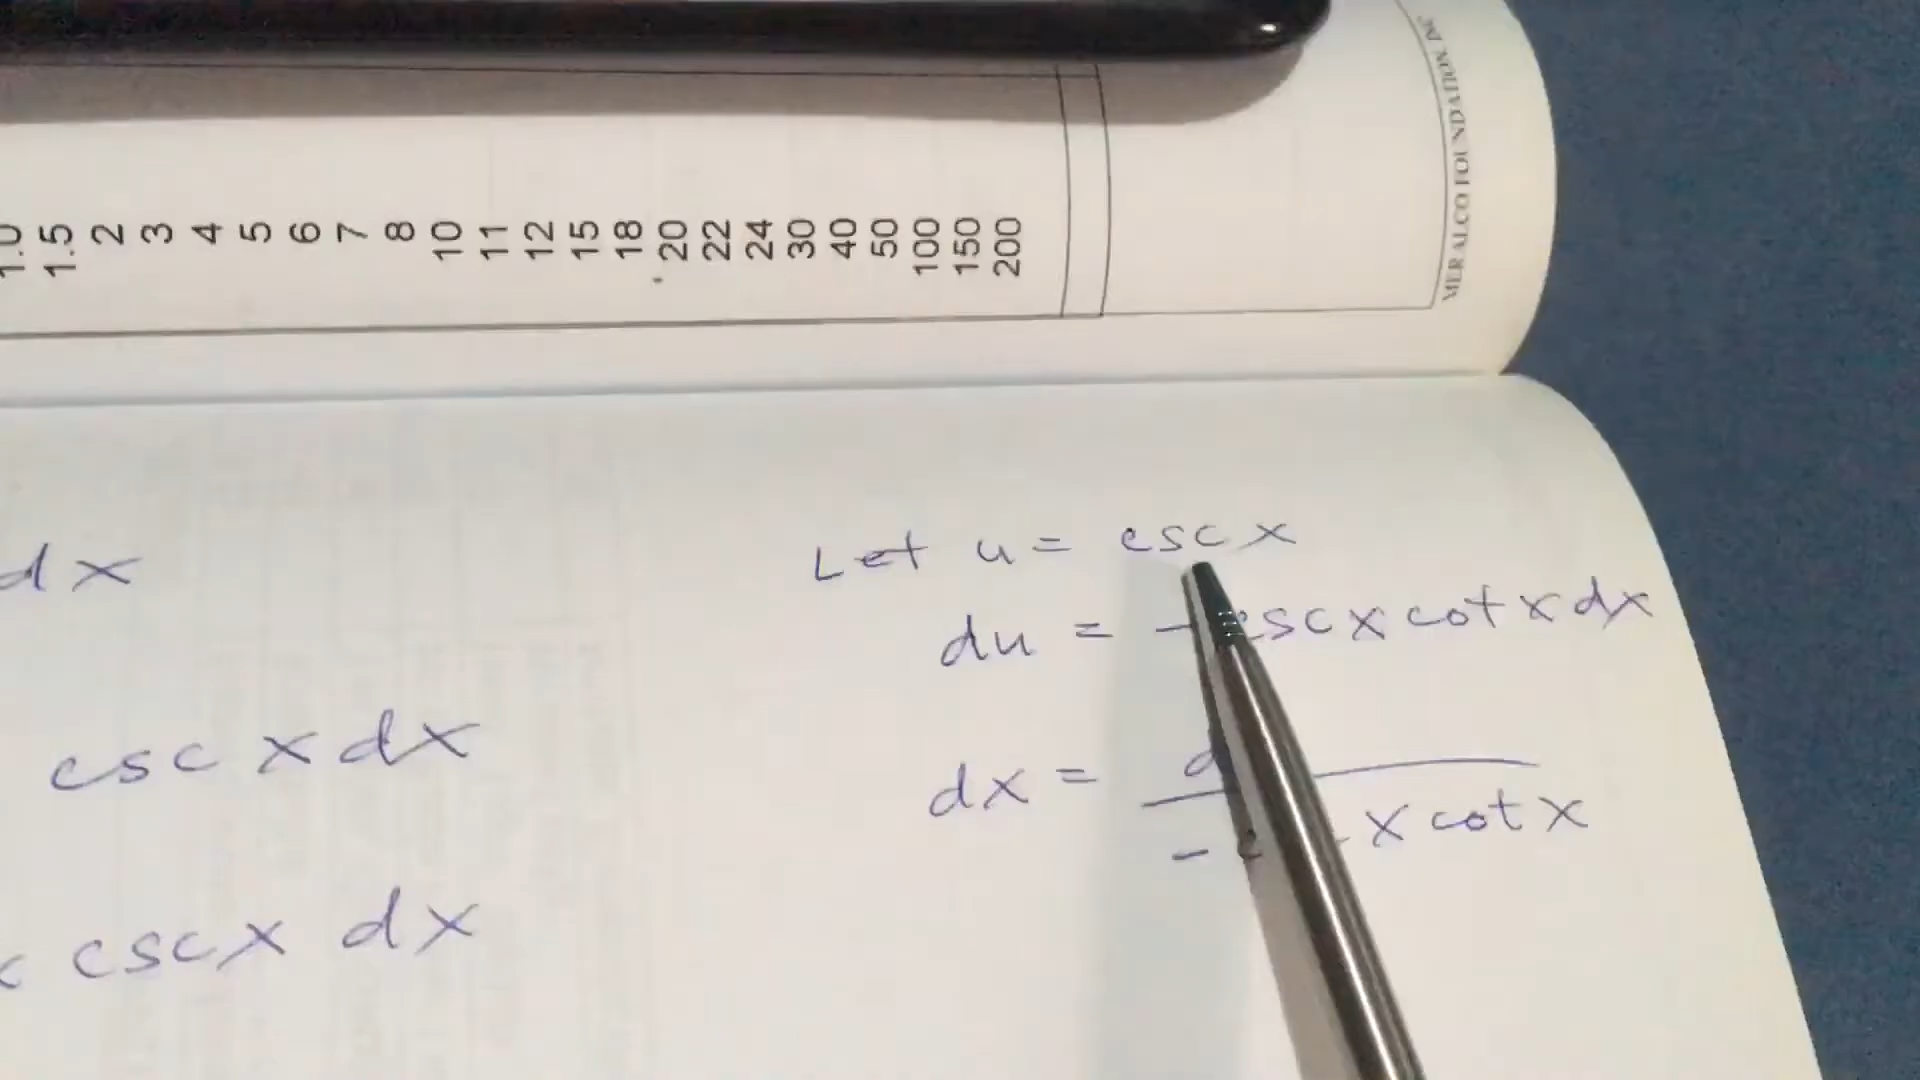 1.5
2
3
4
5
6
7
8
10
11
12
15
18
20
22
24
30
40
50
100
150
200
MERALCO FOUNDATION, INC
dx
csc x dx
csc x dx
Let u = csc x
du = - csc x cot x dx
dx =
- x cot x